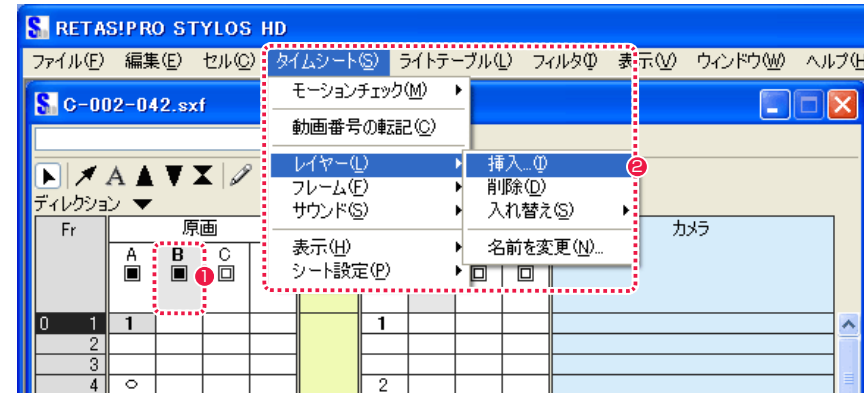 RETAS!PRO STYLOS HD
ファイル(F) 編集(E) セル(C) タイムシート(S) ライトテーブル(L) フィルタ(I) 表示(V) ウィンドウ(W) ヘルプ(H
C-002-042.sxf
モーションチェック(M)
動画番号の転記(C)
レイヤー(L)
フレーム(F)
サウンド(S)
表示(H)
シート設定(P)
挿入...(I)
削除(D)
入れ替え(S)
名前を変更(N)...
2
A
ディレクション
Fr 原画 カメラ
A B C
1
0 1 1 1
2
3
4 2